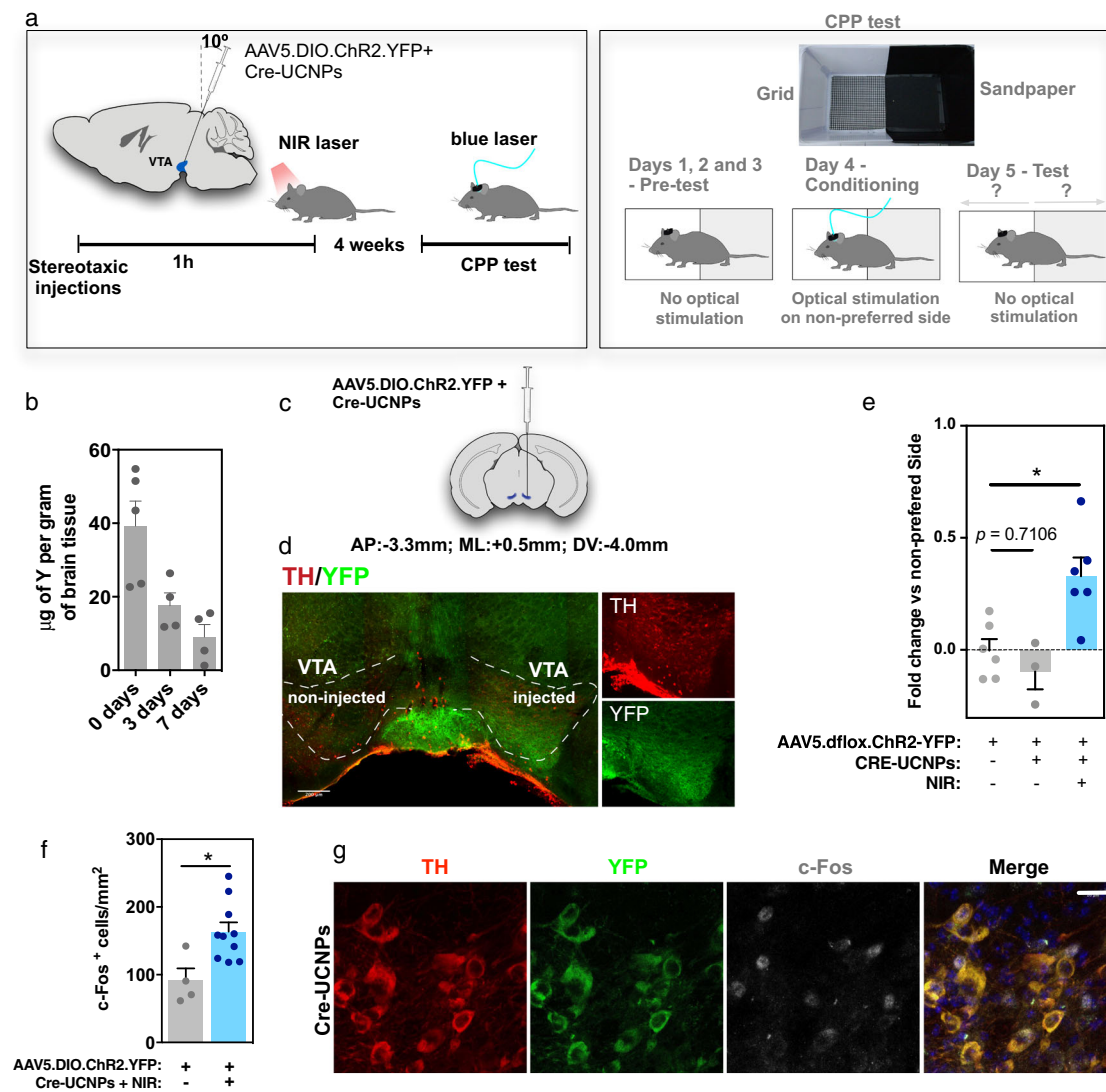 a
10º
AAV5.DIO.ChR2.YFP+
Cre-UCNPs
VTA
NIR laser
blue laser
Stereotaxic
injections
1h
4 weeks
CPP test
CPP test
Grid
Sandpaper
Days 1, 2 and 3
- Pre-test
Day 4 -
Conditioning
Day 5 - Test
? ?
No optical
stimulation
Optical stimulation
on non-preferred side
No optical
stimulation
b
µg of Y per gram
of brain tissue
60
40
20
0
0 days
3 days
7 days
c
AAV5.DIO.ChR2.YFP +
Cre-UCNPs
AP:-3.3mm; ML:+0.5mm; DV:-4.0mm
d
TH/YFP
VTA
non-injected
VTA
injected
TH
YFP
e
Fold change vs non-preferred Side
1.0
0.5
0.0
*
p = 0.7106
AAV5.dflox.ChR2-YFP: + + +
CRE-UCNPs: - + +
NIR: - - +
f
c-Fos + cells/mm2
300
200
100
0
*
AAV5.DIO.ChR2.YFP: + +
Cre-UCNPs + NIR: - +
g
TH
YFP
c-Fos
Merge
Cre-UCNPs